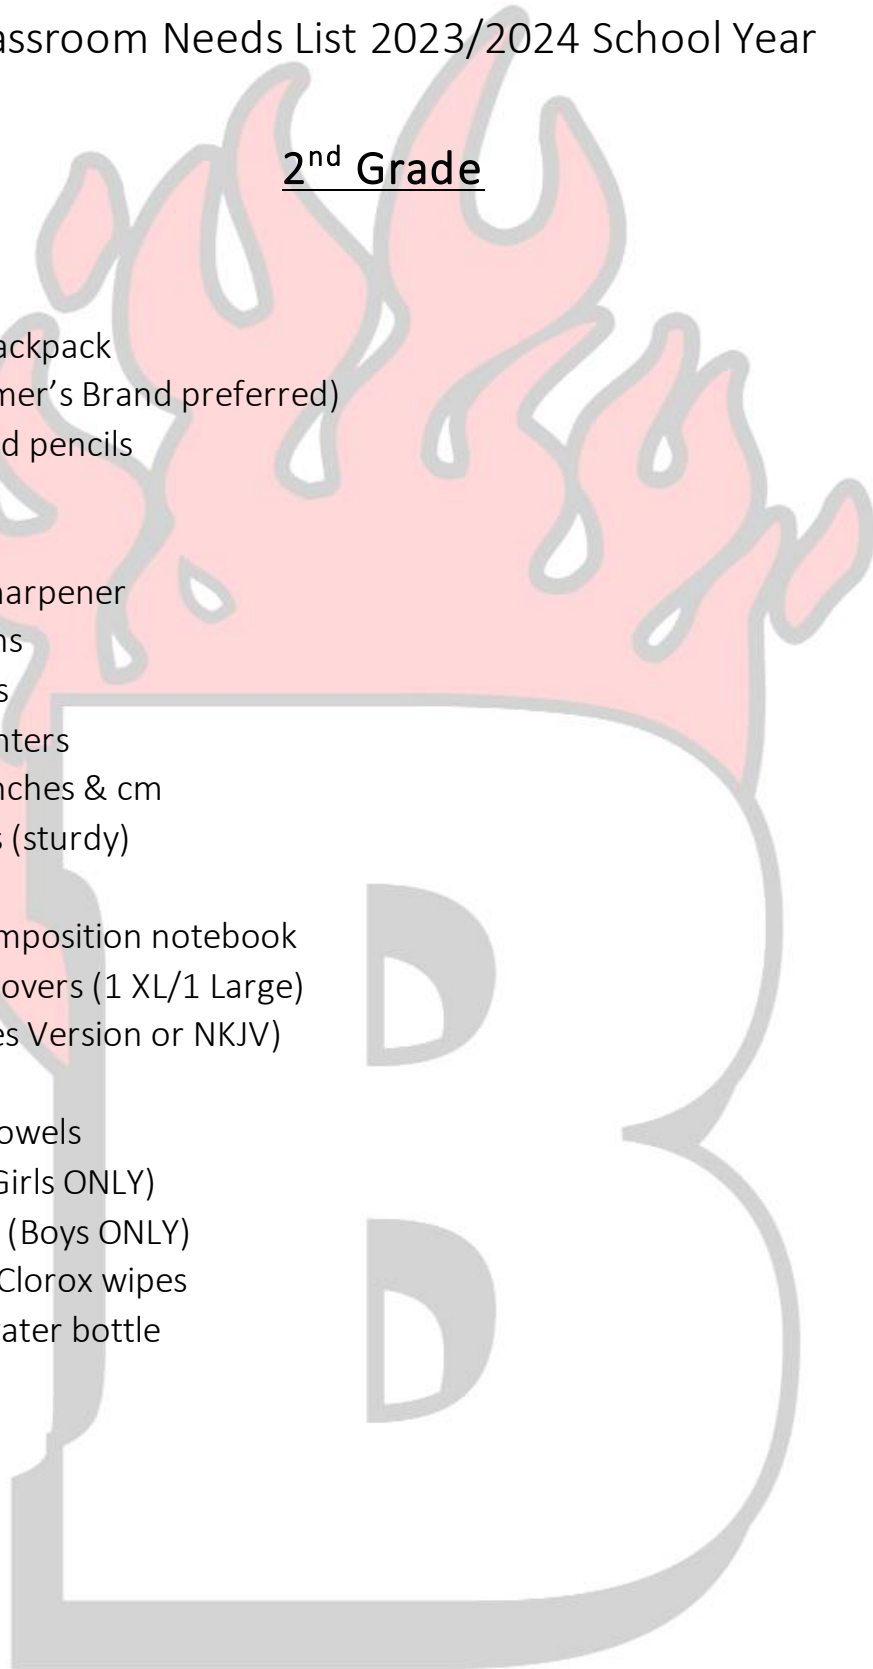 assroom Needs List 2023/2024 School Year
2nd Grade
ackpack
mer’s Brand preferred)
d pencils
harpener
ns
s
hters
nches & cm
s (sturdy)
mposition notebook
overs (1 XL/1 Large)
es Version or NKJV)
owels
Girls ONLY)
(Boys ONLY)
Clorox wipes
ater bottle